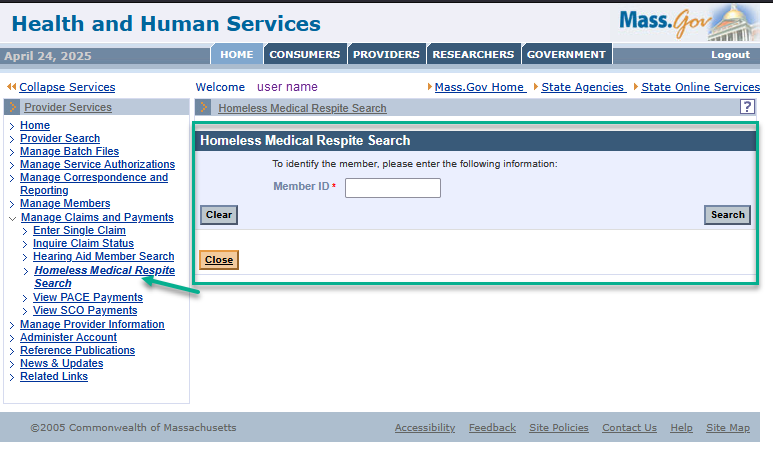 Health and Human Services
Mass.Gov
April 24, 2025
HOME CONSUMERS PROVIDERS RESEARCHERS GOVERNMENT Logout
Collapse Services Welcome user name Mass.Gov Home State Agencies State Online Services
Provider Services
Home
Provider Search
Manage Batch Files
Manage Service Authorizations
Manage Correspondence and
Reporting
Manage Members
Manage Claims and Payments
Enter Single Claim
Inquire Claim Status
Hearing Aid Member Search
Homeless Medical Respite
Search
View PACE Payments
View SCO Payments
Manage Provider Information
Administer Account
Reference Publications
News & Updates
Related Links
Homeless Medical Respite Search ?
Homeless Medical Respite Search
To identify the member, please enter the following information:
Member ID *
Clear Search
Close
©2005 Commonwealth of Massachusetts Accessibility Feedback Site Policies Contact Us Help Site Map